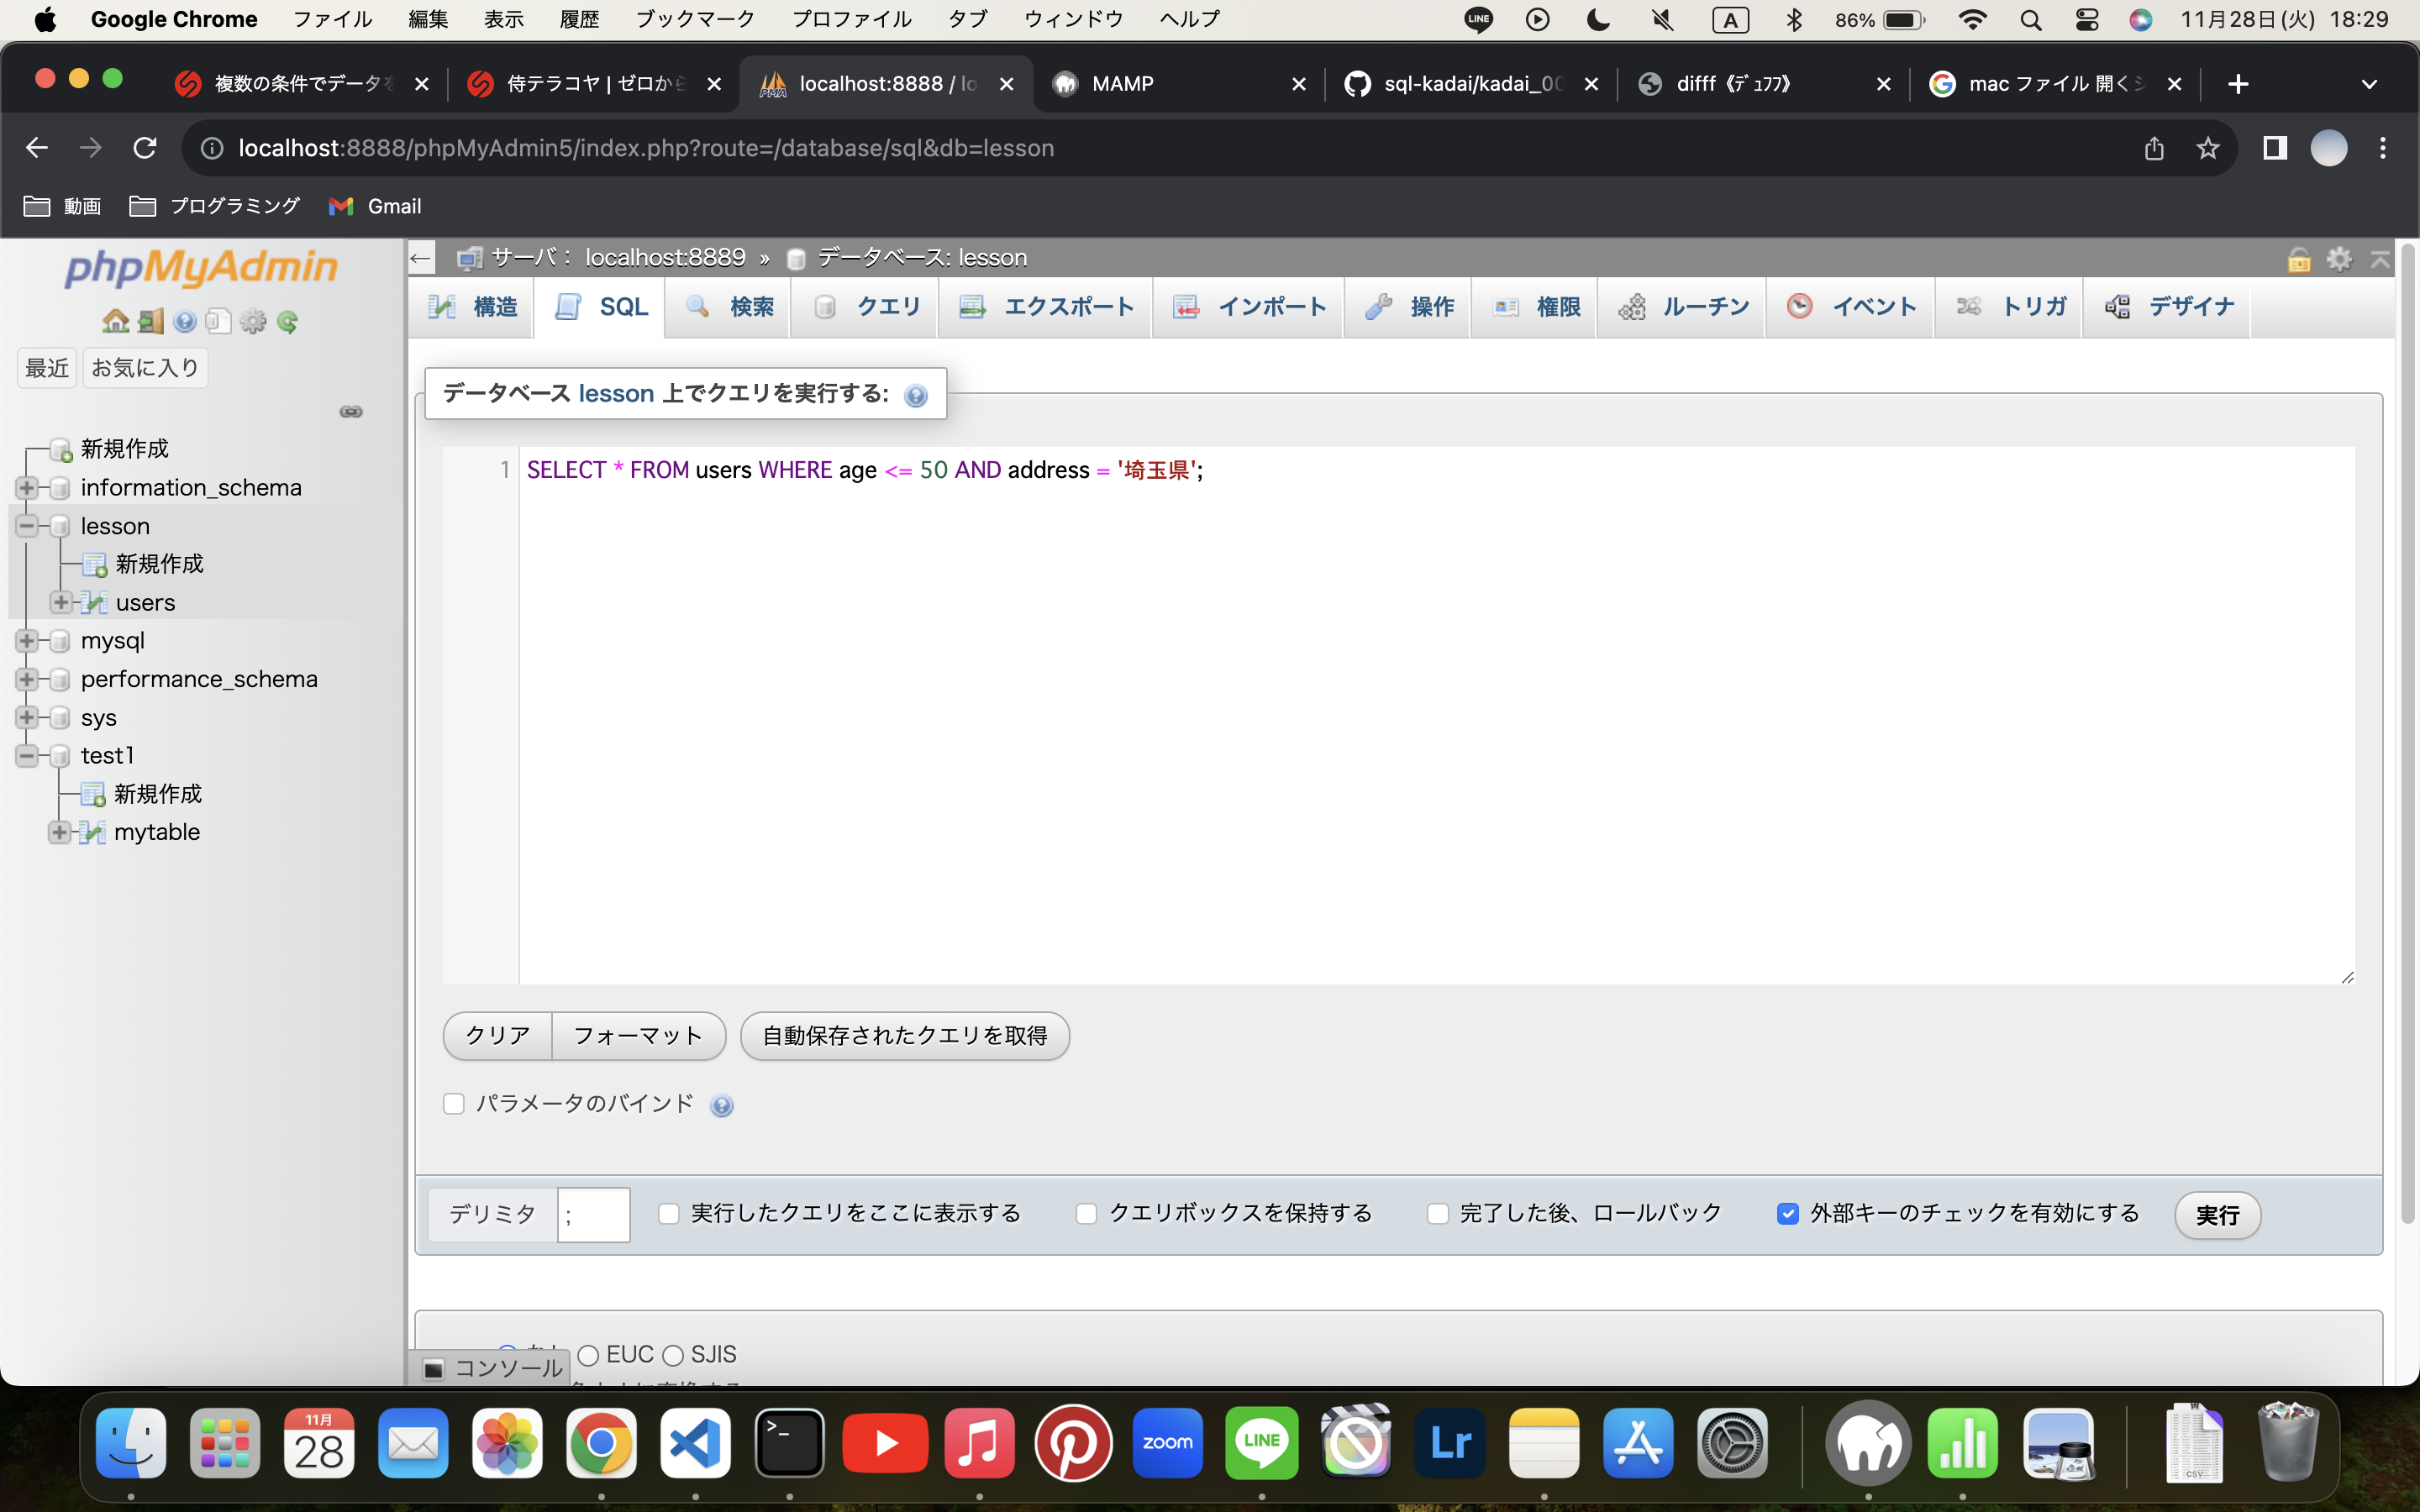 Google Chrome ファイル 編集 表示 履歴 ブックマーク プロファイル タブ ウィンドウ ヘルプ LINE A 86% 11月28日(火) 18:29
複数の条件でデータを 侍テラコヤ | ゼロから localhost:8888 / lo MAMP sql-kadai/kadai_00 difff《ﾃﾞｭﾌﾌ》 mac ファイル 開くシ
localhost:8888/phpMyAdmin5/index.php?route=/database/sql&db=lesson
動画 プログラミング Gmail
phpMyAdmin
最近 お気に入り
新規作成
information_schema
lesson
新規作成
users
mysql
performance_schema
sys
test1
新規作成
mytable
サーバ： localhost:8889 » データベース: lesson
構造 SQL 検索 クエリ エクスポート インポート 操作 権限 ルーチン イベント トリガ デザイナ
データベース lesson 上でクエリを実行する:
1 SELECT * FROM users WHERE age <= 50 AND address = '埼玉県';
クリア フォーマット 自動保存されたクエリを取得
パラメータのバインド
デリミタ ; 実行したクエリをここに表示する クエリボックスを保持する 完了した後、ロールバック 外部キーのチェックを有効にする 実行
EUC SJIS
コンソール
11月
28
zoom
LINE
Lr
CSV